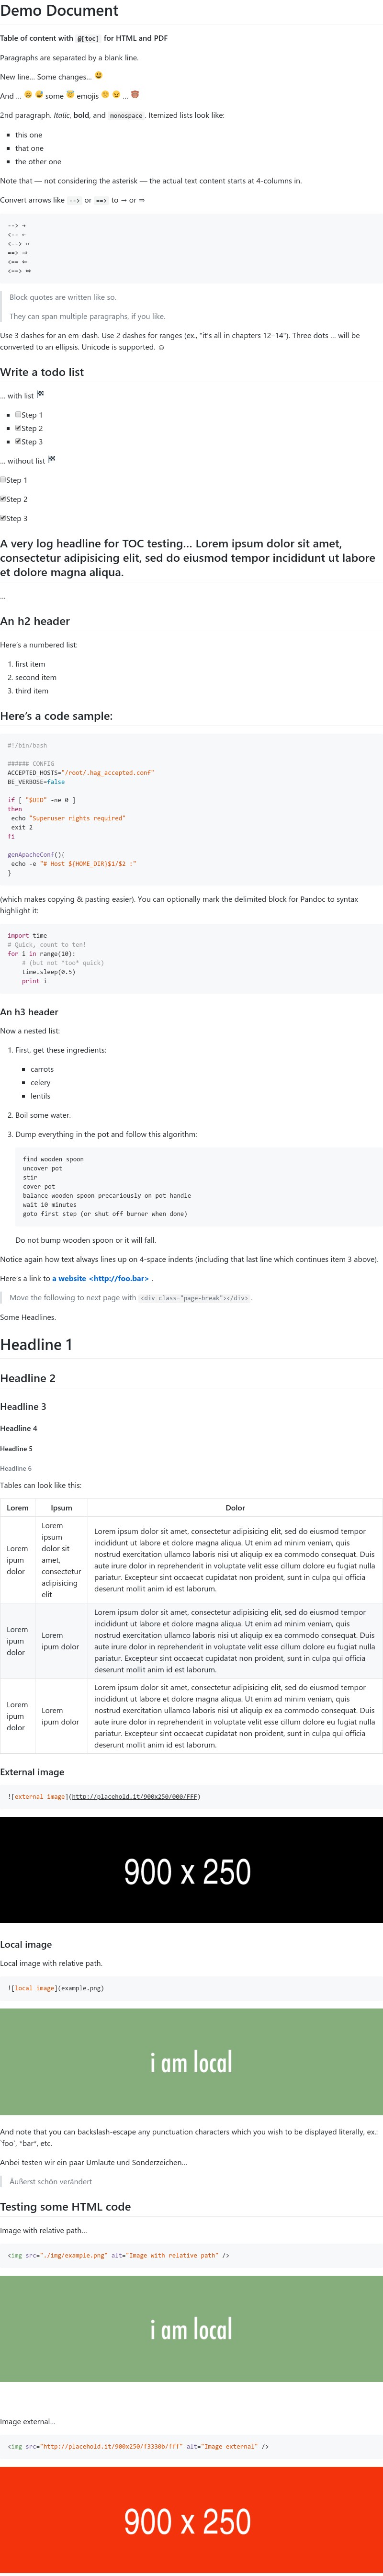 Demo Document
Table of content with @[toc] for HTML and PDF
Paragraphs are separated by a blank line.
New line… Some changes… 😃
And … 😄 😅 some 😇 emojis 🙂 😠 … 👹
2nd paragraph. Italic, bold, and monospace. Itemized lists look like:
▪ this one
▪ that one
▪ the other one
Note that — not considering the asterisk — the actual text content starts at 4-columns in.
Convert arrows like --> or ==> to → or ⇒
--> →
<-- ←
<--> ↔
==> ⇒
<== ⇐
<==> ⇔
Block quotes are written like so.
They can span multiple paragraphs, if you like.
Use 3 dashes for an em-dash. Use 2 dashes for ranges (ex., "it's all in chapters 12–14"). Three dots … will be
converted to an ellipsis. Unicode is supported. ☺
Write a todo list
… with list 🏁
▪ ☐Step 1
▪ ☑Step 2
▪ ☑Step 3
… without list 🏁
☐Step 1
☑Step 2
☑Step 3
A very log headline for TOC testing… Lorem ipsum dolor sit amet,
consectetur adipisicing elit, sed do eiusmod tempor incididunt ut labore
et dolore magna aliqua.
…
An h2 header
Here's a numbered list:
1. first item
2. second item
3. third item
Here's a code sample:
#!/bin/bash
###### CONFIG
ACCEPTED_HOSTS="/root/.hag_accepted.conf"
BE_VERBOSE=false
if [ "$UID" -ne 0 ]
then
 echo "Superuser rights required"
 exit 2
fi
genApacheConf(){
 echo -e "# Host ${HOME_DIR}$1/$2 :"
}
(which makes copying & pasting easier). You can optionally mark the delimited block for Pandoc to syntax
highlight it:
import time
# Quick, count to ten!
for i in range(10):
    # (but not *too* quick)
    time.sleep(0.5)
    print i
An h3 header
Now a nested list:
1. First, get these ingredients:
▪ carrots
▪ celery
▪ lentils
2. Boil some water.
3. Dump everything in the pot and follow this algorithm:
find wooden spoon
uncover pot
stir
cover pot
balance wooden spoon precariously on pot handle
wait 10 minutes
goto first step (or shut off burner when done)
Do not bump wooden spoon or it will fall.
Notice again how text always lines up on 4-space indents (including that last line which continues item 3 above).
Here's a link to a website <http://foo.bar> .
Move the following to next page with <div class="page-break"></div>.
Some Headlines.
Headline 1
Headline 2
Headline 3
Headline 4
Headline 5
Headline 6
Tables can look like this:
Lorem Ipsum Dolor
Lorem
ipum
dolor
Lorem
ipsum
dolor sit
amet,
consectetur
adipisicing
elit
Lorem ipsum dolor sit amet, consectetur adipisicing elit, sed do eiusmod tempor
incididunt ut labore et dolore magna aliqua. Ut enim ad minim veniam, quis
nostrud exercitation ullamco laboris nisi ut aliquip ex ea commodo consequat. Duis
aute irure dolor in reprehenderit in voluptate velit esse cillum dolore eu fugiat nulla
pariatur. Excepteur sint occaecat cupidatat non proident, sunt in culpa qui officia
deserunt mollit anim id est laborum.
Lorem
ipum
dolor
Lorem
ipum dolor
Lorem ipsum dolor sit amet, consectetur adipisicing elit, sed do eiusmod tempor
incididunt ut labore et dolore magna aliqua. Ut enim ad minim veniam, quis
nostrud exercitation ullamco laboris nisi ut aliquip ex ea commodo consequat. Duis
aute irure dolor in reprehenderit in voluptate velit esse cillum dolore eu fugiat nulla
pariatur. Excepteur sint occaecat cupidatat non proident, sunt in culpa qui officia
deserunt mollit anim id est laborum.
Lorem
ipum
dolor
Lorem
ipum dolor
Lorem ipsum dolor sit amet, consectetur adipisicing elit, sed do eiusmod tempor
incididunt ut labore et dolore magna aliqua. Ut enim ad minim veniam, quis
nostrud exercitation ullamco laboris nisi ut aliquip ex ea commodo consequat. Duis
aute irure dolor in reprehenderit in voluptate velit esse cillum dolore eu fugiat nulla
pariatur. Excepteur sint occaecat cupidatat non proident, sunt in culpa qui officia
deserunt mollit anim id est laborum.
External image
![external image](http://placehold.it/900x250/000/FFF)
900 x 250
Local image
Local image with relative path.
![local image](example.png)
i am local
And note that you can backslash-escape any punctuation characters which you wish to be displayed literally, ex.:
`foo`, *bar*, etc.
Anbei testen wir ein paar Umlaute und Sonderzeichen…
Äußerst schön verändert
Testing some HTML code
Image with relative path…
<img src="./img/example.png" alt="Image with relative path" />
i am local
Image external…
<img src="http://placehold.it/900x250/f3330b/fff" alt="Image external" />
900 x 250